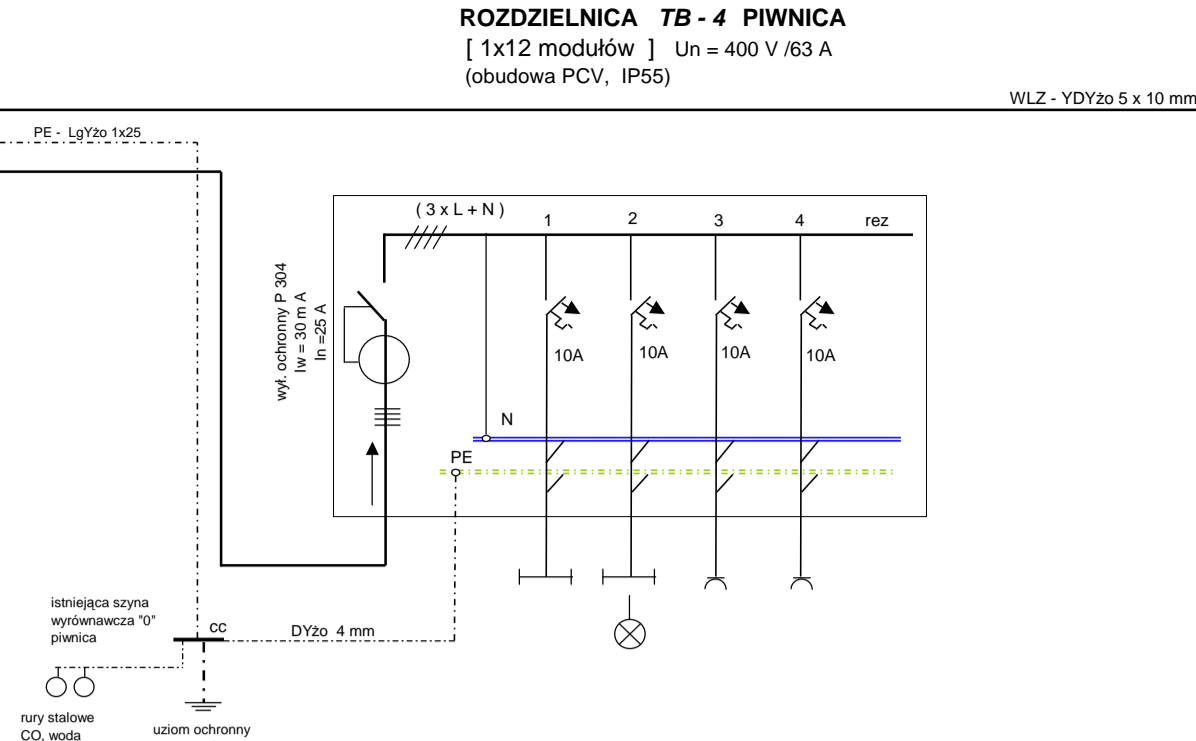 ROZDZIELNICA TB - 4 PIWNICA
[ 1x12 modułów ] Un = 400 V /63 A
(obudowa PCV, IP55)
WLZ - YDYżo 5 x 10 mm
PE - LgYżo 1x25
( 3 x L + N )
1
2
3
4
rez
wył. ochronny P 304
Iw = 30 m A
In =25 A
10A
10A
10A
10A
N
PE
istniejąca szyna
wyrównawcza "0"
piwnica
cc
DYżo 4 mm
rury stalowe
CO, woda
uziom ochronny